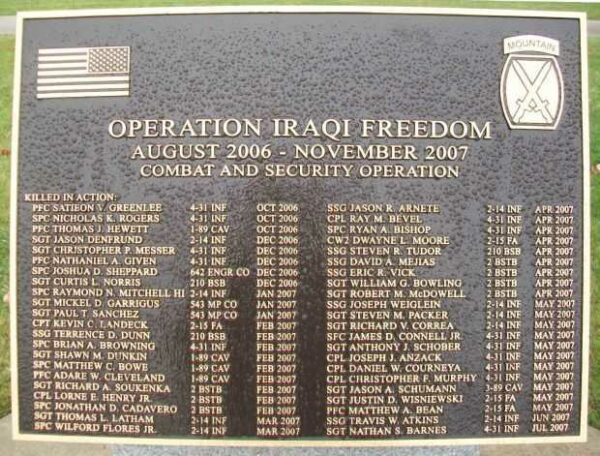 MOUNTAIN
OPERATION IRAQI FREEDOM
AUGUST 2006 - NOVEMBER 2007
COMBAT AND SECURITY OPERATION
KILLED IN ACTION:
PFC SATIEON V. GREENLEE 4-31 INF OCT 2006
SPC NICHOLAS K. ROGERS 4-31 INF OCT 2006
PFC THOMAS J. HEWETT 1-89 CAV OCT 2006
SGT JASON DENFRUND 2-14 INF DEC 2006
SGT CHRISTOPHER P. MESSER 4-31 INF DEC 2006
PFC NATHANIEL A. GIVEN 4-31 INF DEC 2006
SPC JOSHUA D. SHEPPARD 642 ENGR CO DEC 2006
SGT CURTIS L. NORRIS 210 BSB DEC 2006
SPC RAYMOND N. MITCHELL III 2-14 INF JAN 2007
SGT MICKEL D. GARRIGUS 543 MP CO JAN 2007
SGT PAUL T. SANCHEZ 543 MP CO JAN 2007
CPT KEVIN C. LANDECK 2-15 FA FEB 2007
SSG TERRENCE D. DUNN 210 BSB FEB 2007
SPC BRIAN A. BROWNING 4-31 INF FEB 2007
SGT SHAWN M. DUNKIN 1-89 CAV FEB 2007
SPC MATTHEW C. BOWE 1-89 CAV FEB 2007
PFC ADARE W. CLEVELAND 1-89 CAV FEB 2007
SGT RICHARD A. SOUKENKA 2 BSTB FEB 2007
CPL LORNE E. HENRY JR. 2 BSTB FEB 2007
SPC JONATHAN D. CADAVERO 2 BSTB FEB 2007
SGT THOMAS L. LATHAM 2-14 INF MAR 2007
SPC WILFORD FLORES JR. 2-14 INF MAR 2007
SSG JASON R. ARNETE 2-14 INF APR 2007
CPL RAY M. BEVEL 4-31 INF APR 2007
SPC RYAN A. BISHOP 4-31 INF APR 2007
CW2 DWAYNE L. MOORE 2-15 FA APR 2007
SSG STEVEN R. TUDOR 210 BSB APR 2007
SSG DAVID A. MEJIAS 2 BSTB APR 2007
SSG ERIC R. VICK 2 BSTB APR 2007
SGT WILLIAM G. BOWLING 2 BSTB APR 2007
SGT ROBERT M. McDOWELL 2 BSTB APR 2007
SSG JOSEPH WEIGLEIN 2-14 INF MAY 2007
SGT STEVEN M. PACKER 2-14 INF MAY 2007
SGT RICHARD V. CORREA 2-14 INF MAY 2007
SFC JAMES D. CONNELL JR 4-31 INF MAY 2007
SGT ANTHONY J. SCHOBER 4-31 INF MAY 2007
CPL JOSEPH J. ANZACK 4-31 INF MAY 2007
CPL DANIEL W. COURNEYA 4-31 INF MAY 2007
CPL CHRISTOPHER F. MURPHY 4-31 INF MAY 2007
SGT JASON A. SCHUMANN 3-89 CAV MAY 2007
SGT JUSTIN D. WISNIEWSKI 2-15 FA MAY 2007
PFC MATTHEW A. BEAN 2-15 FA MAY 2007
SSG TRAVIS W. ATKINS 2-14 INF JUN 2007
SGT NATHAN S. BARNES 4-31 INF JUL 2007